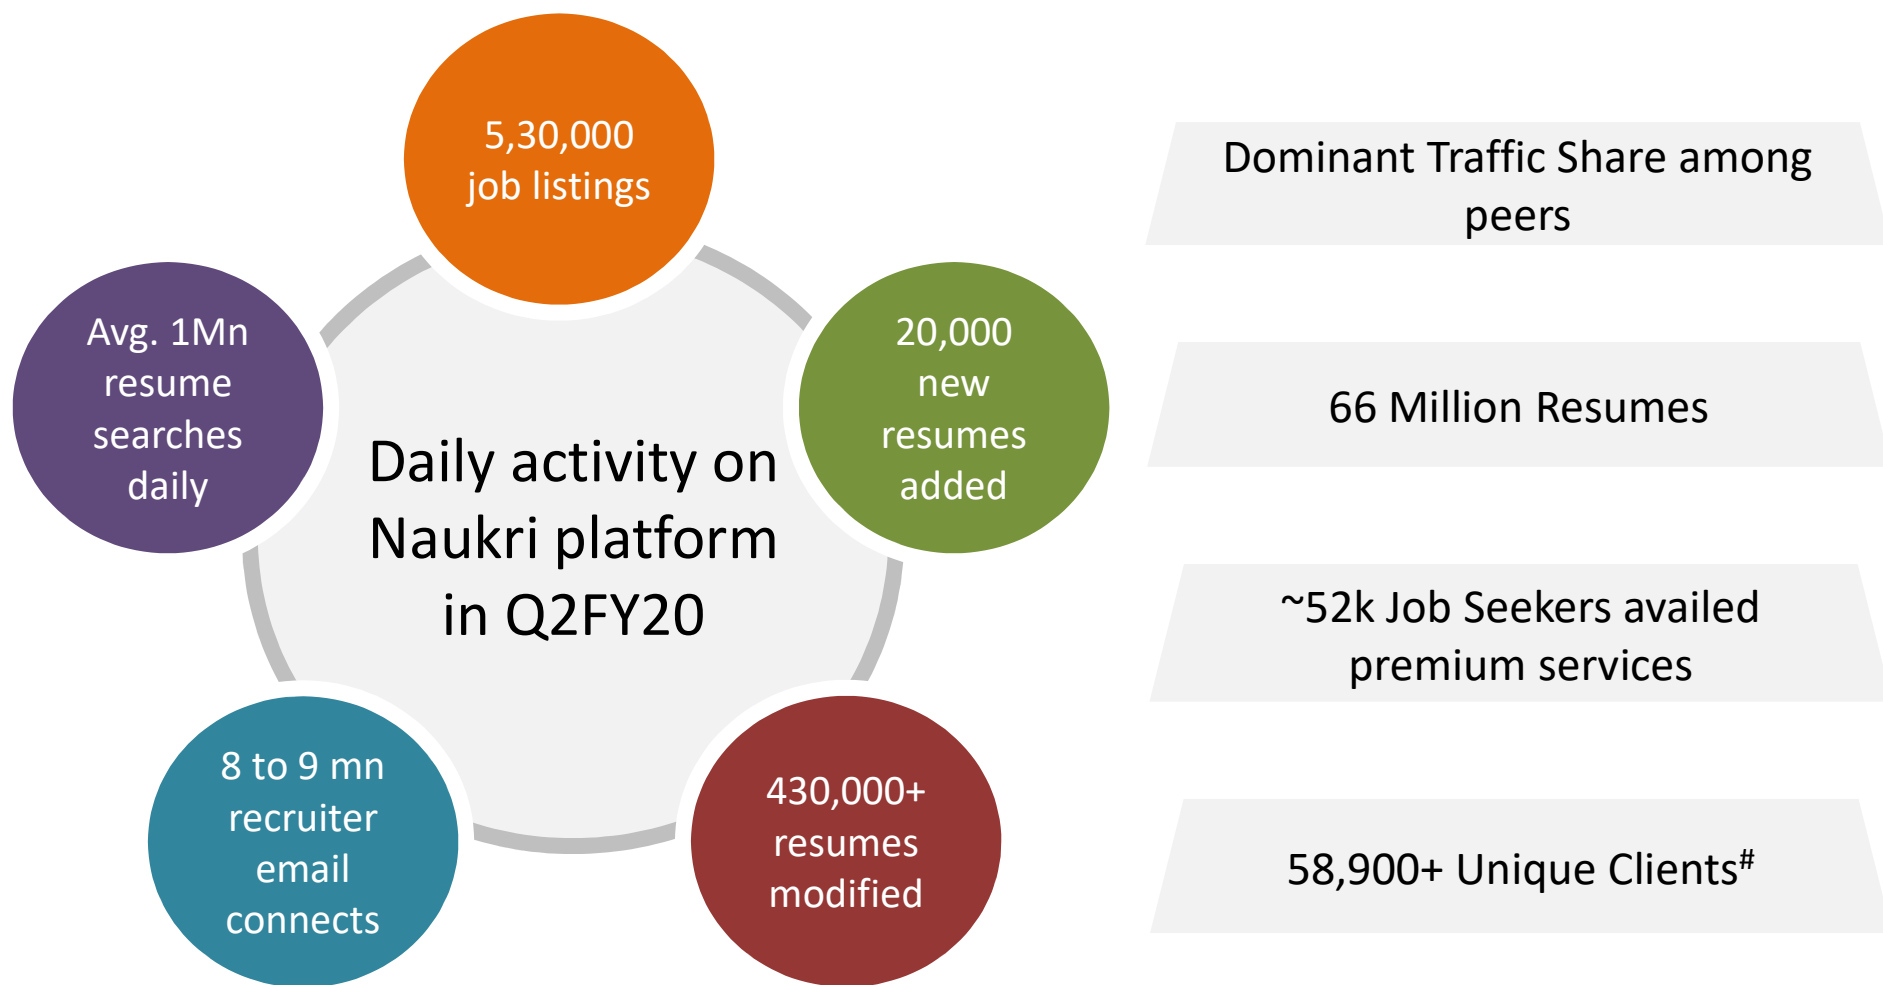 5,30,000
job listings
Avg. 1Mn
resume
searches
daily
20,000
new
resumes
added
Daily activity on
Naukri platform
in Q2FY20
8 to 9 mn
recruiter
email
connects
430,000+
resumes
modified
Dominant Traffic Share among
peers
66 Million Resumes
~52k Job Seekers availed
premium services
58,900+ Unique Clients#